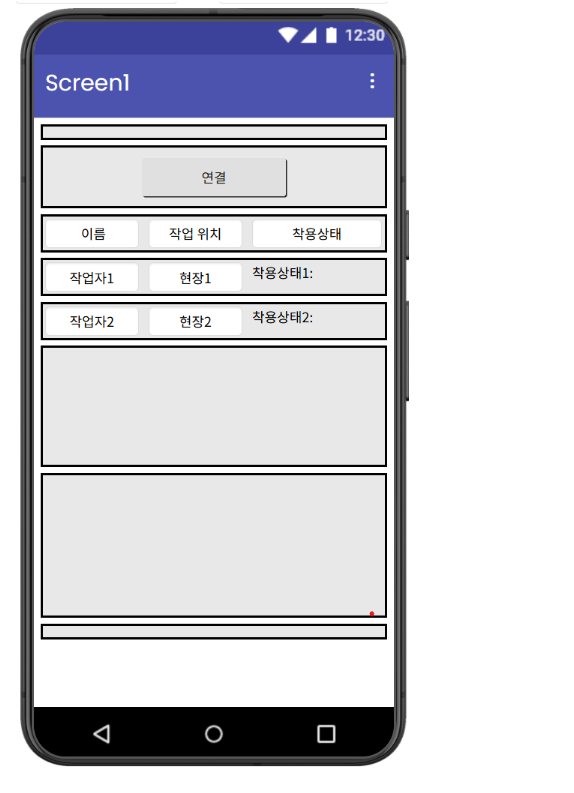 12:30
Screen1
연결
이름 작업 위치 착용상태
작업자1 현장1 착용상태1:
작업자2 현장2 착용상태2: